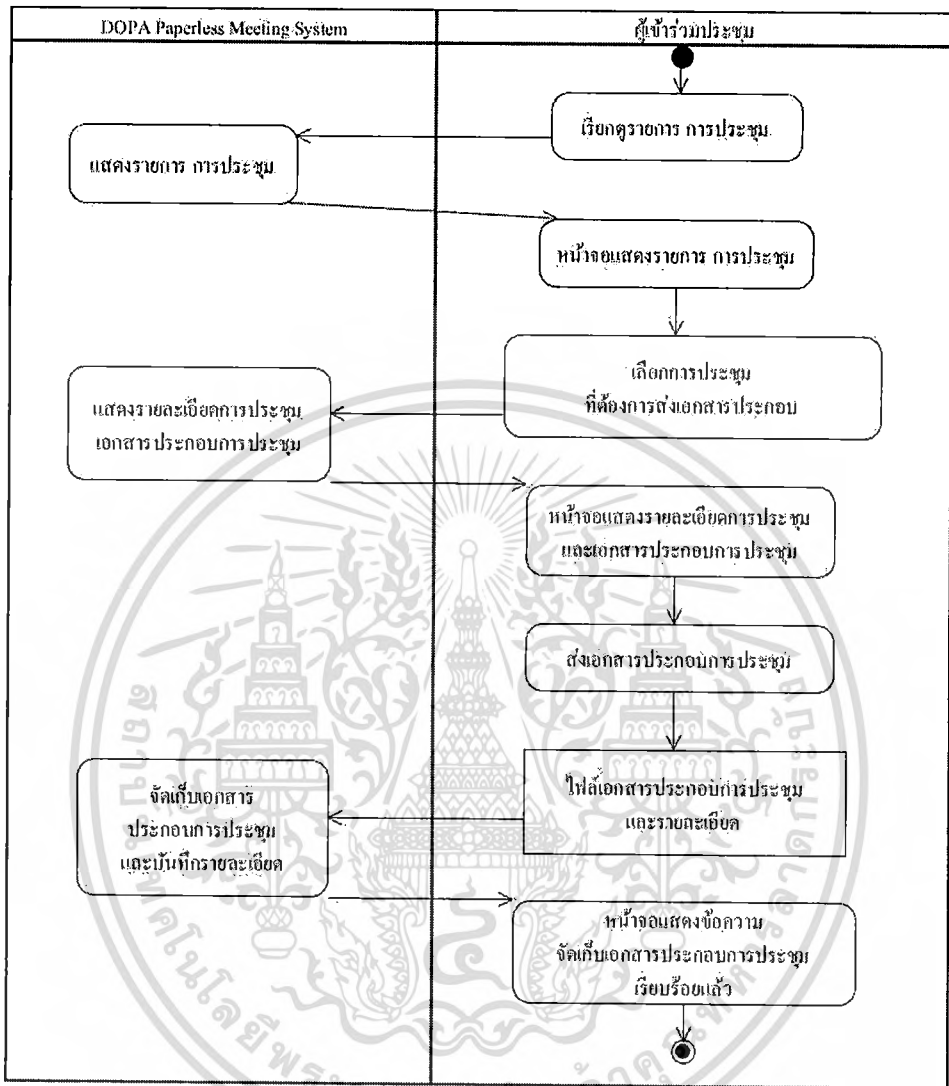 DOPA Paperless Meeting System
ผู้เข้าร่วมประชุม
เรียกดูรายการ การประชุม
แสดงรายการ การประชุม
หน้าจอแสดงรายการ การประชุม
เลือกการประชุม
ที่ต้องการส่งเอกสารประกอบ
แสดงรายละเอียดการประชุม
เอกสารประกอบการประชุม
หน้าจอแสดงรายละเอียดการประชุม
และเอกสารประกอบการประชุม
ส่งเอกสารประกอบการประชุม
ไฟล์เอกสารประกอบการประชุม
และรายละเอียด
จัดเก็บเอกสาร
ประกอบการประชุม
และบันทึกรายละเอียด
หน้าจอแสดงข้อความ
จัดเก็บเอกสารประกอบการประชุม
เรียบร้อยแล้ว